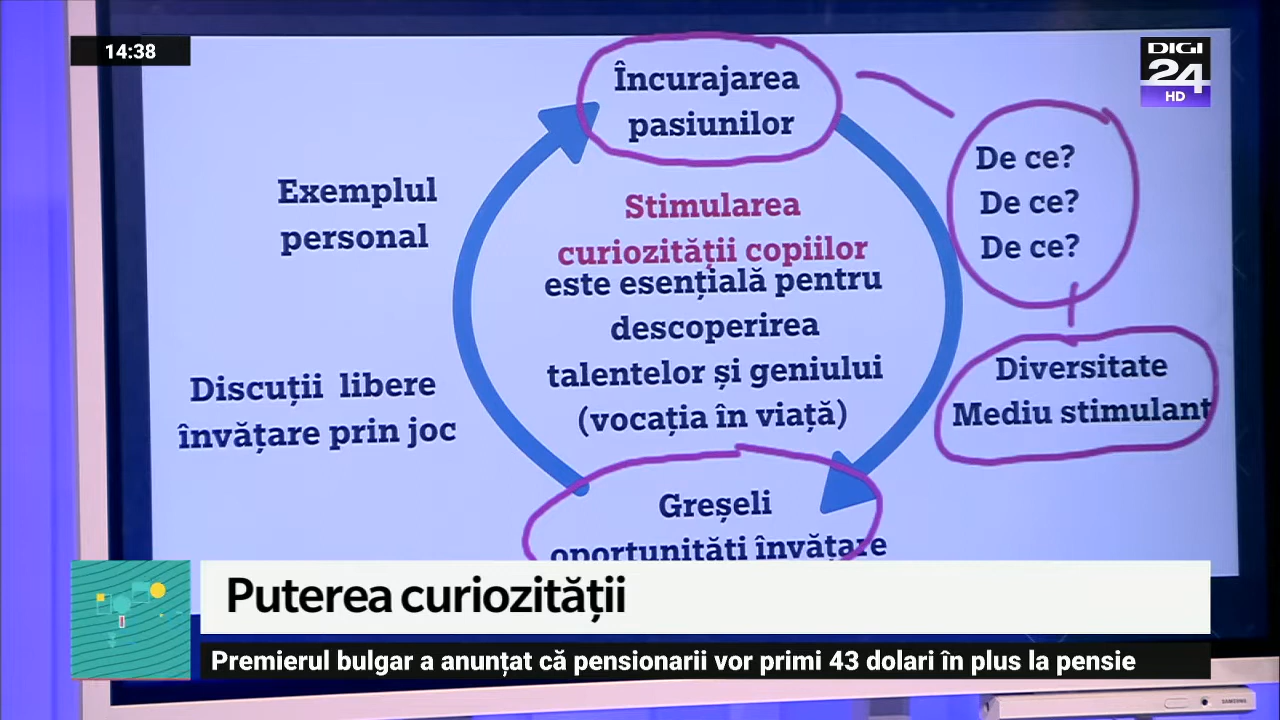 14:38
DIGI
24
HD
Încurajarea
pasiunilor
De ce?
De ce?
De ce?
Exemplul
personal
Stimularea
curiozității copiilor
este esențială pentru
descoperirea
talentelor și geniului
(vocația în viață)
Diversitate
Mediu stimulant
Discuții libere
învățare prin joc
Greșeli
oportunități învățare
Puterea curiozității
Premierul bulgar a anunțat că pensionarii vor primi 43 dolari în plus la pensie
SAMSUNG